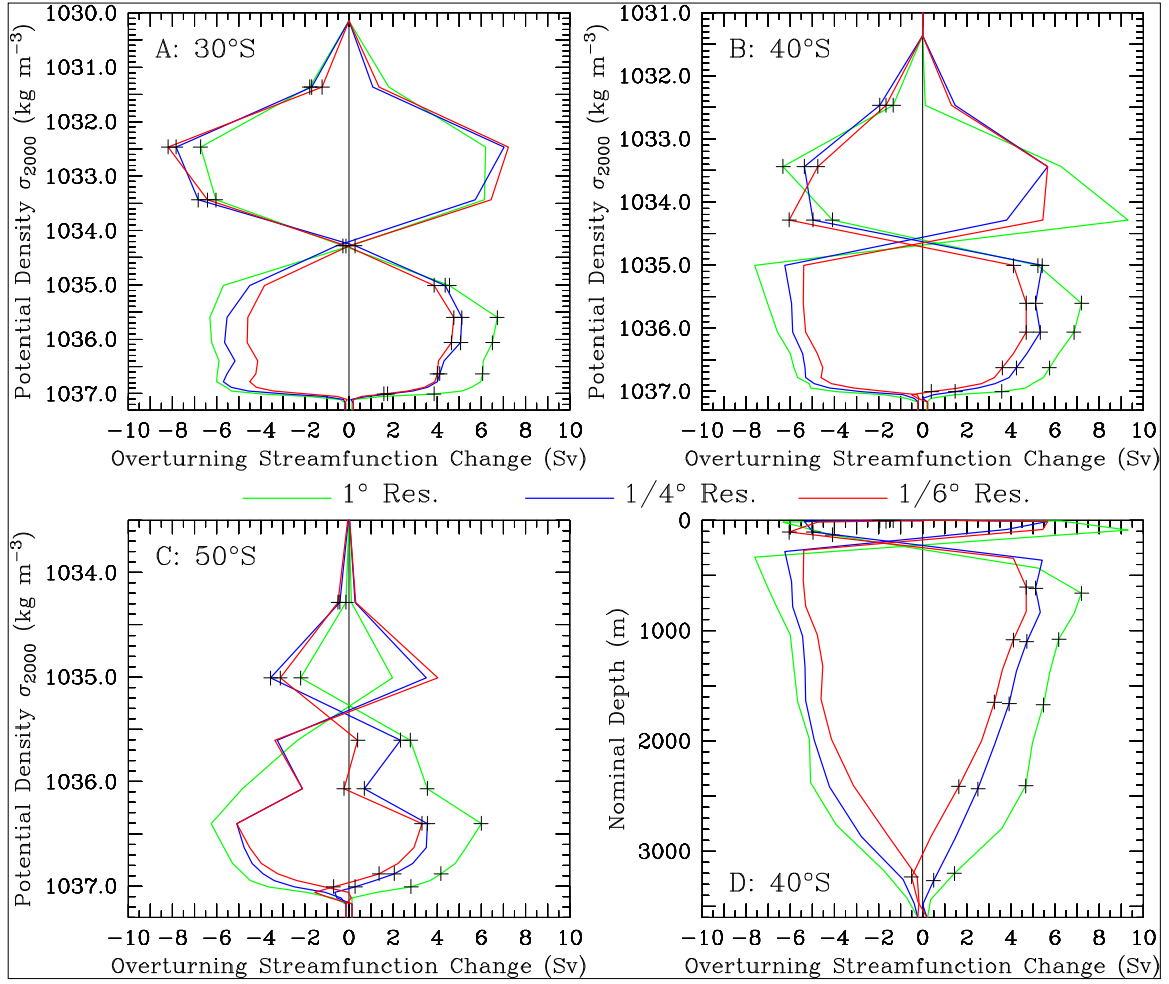 A: 30°S
Potential Density σ2000 (kg m−3)
1030.0
1031.0
1032.0
1033.0
1034.0
1035.0
1036.0
1037.0
-10 -8 -6 -4 -2 0 2 4 6 8 10
Overturning Streamfunction Change (Sv)
B: 40°S
Potential Density σ2000 (kg m−3)
1031.0
1032.0
1033.0
1034.0
1035.0
1036.0
1037.0
-10 -8 -6 -4 -2 0 2 4 6 8 10
Overturning Streamfunction Change (Sv)
1° Res. 1/4° Res. 1/6° Res.
C: 50°S
Potential Density σ2000 (kg m−3)
1034.0
1035.0
1036.0
1037.0
-10 -8 -6 -4 -2 0 2 4 6 8 10
Overturning Streamfunction Change (Sv)
Nominal Depth (m)
0
1000
2000
3000
D: 40°S
-10 -8 -6 -4 -2 0 2 4 6 8 10
Overturning Streamfunction Change (Sv)